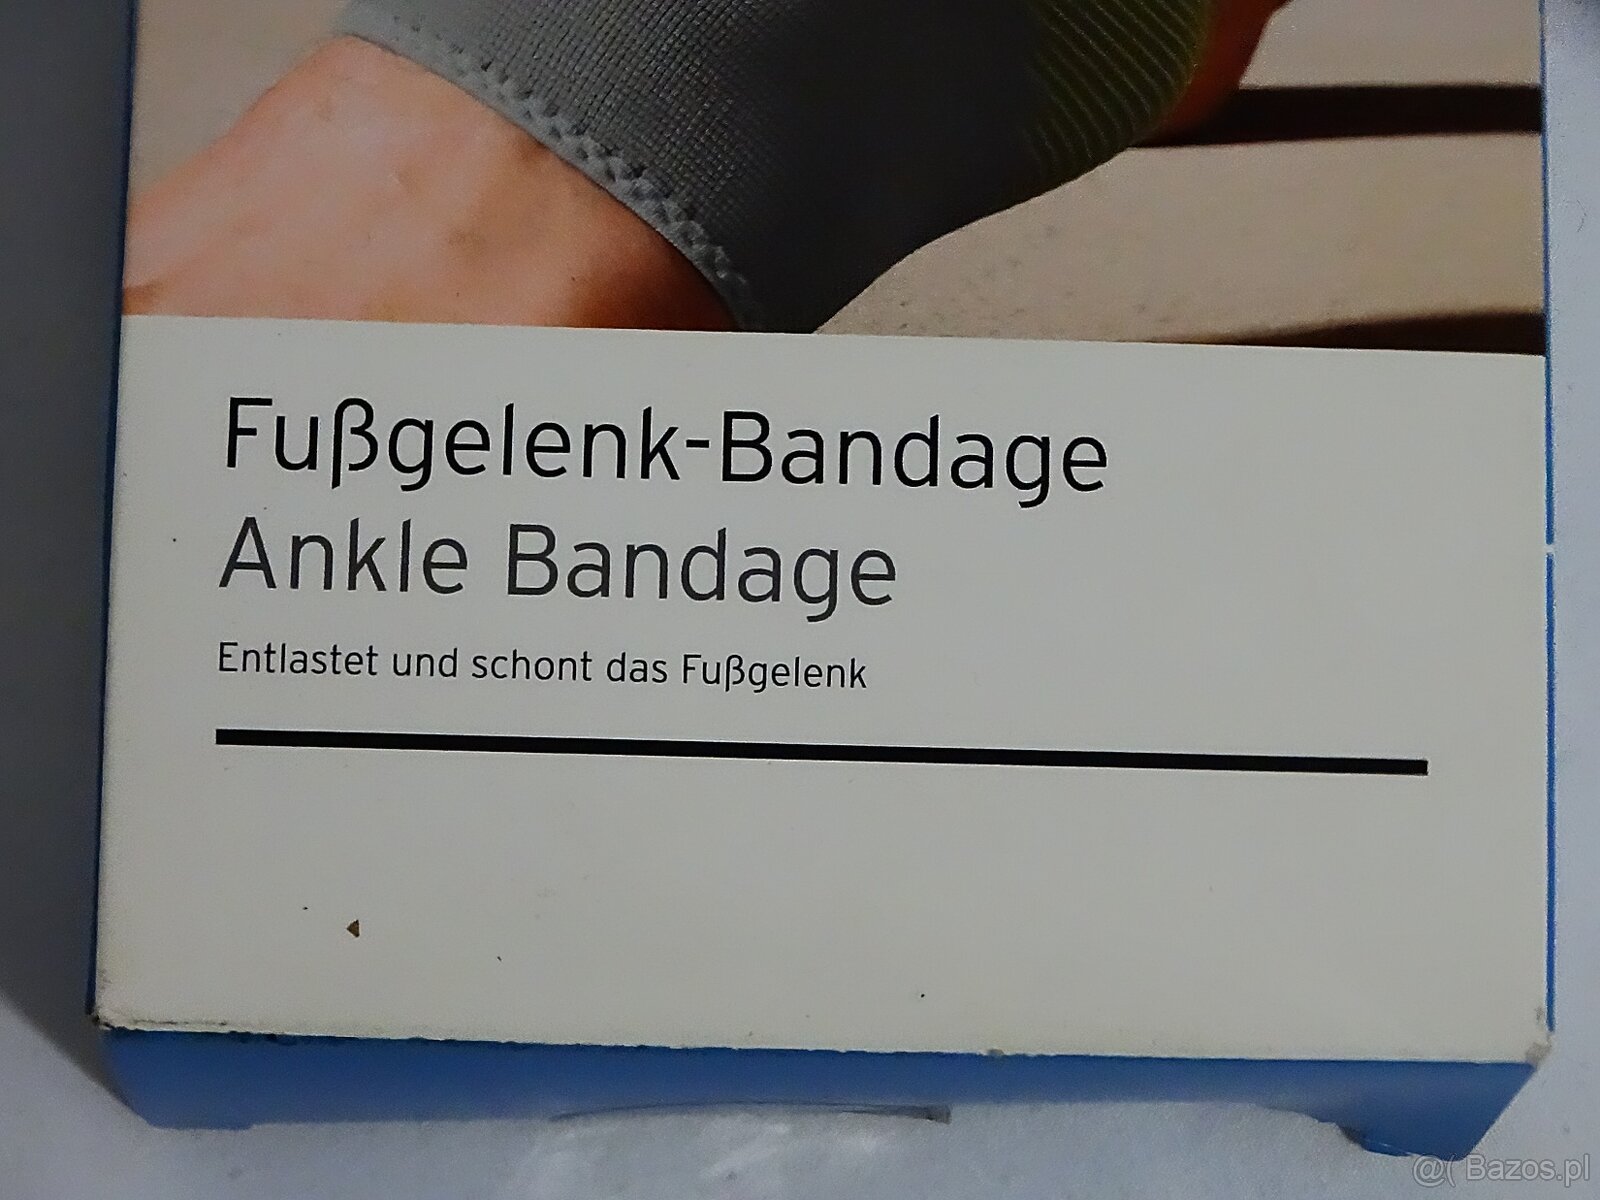 Fußgelenk-Bandage
Ankle Bandage
Entlastet und schont das Fußgelenk
@( Bazos.pl